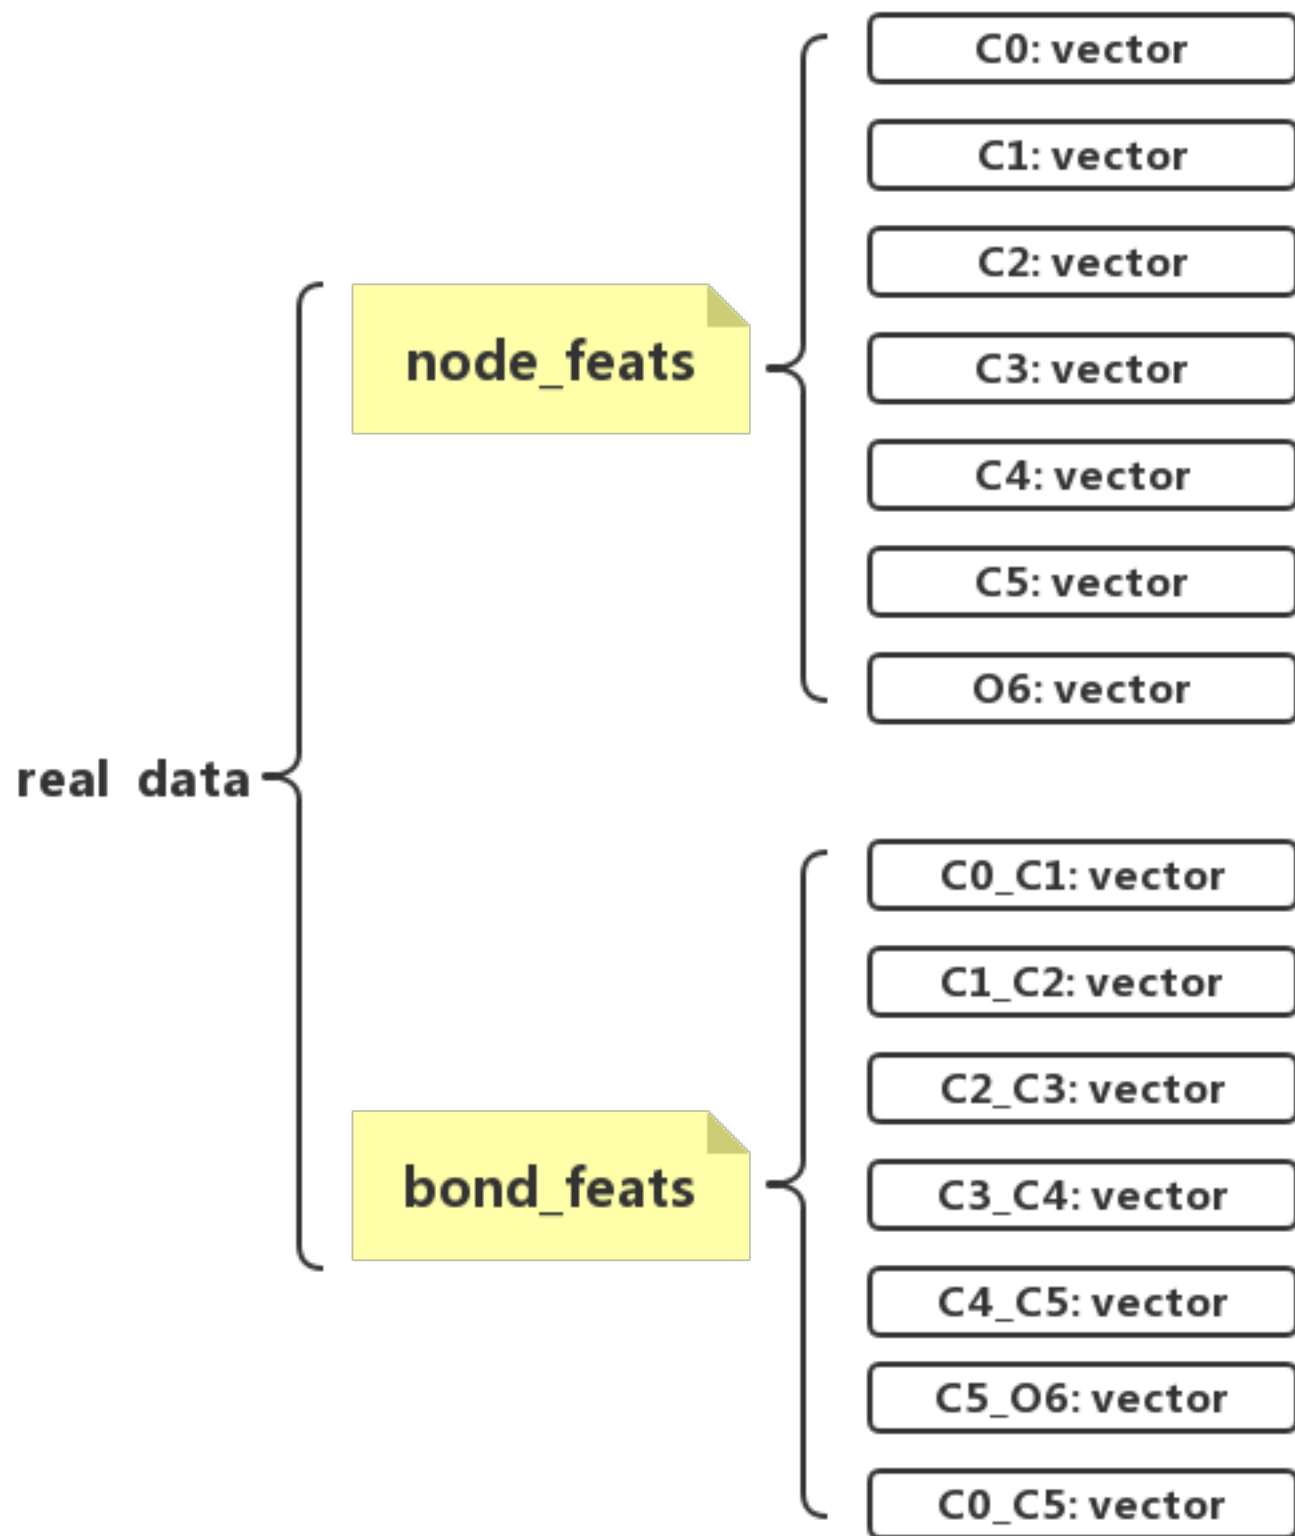 real data
node_feats
C0: vector
C1: vector
C2: vector
C3: vector
C4: vector
C5: vector
O6: vector
bond_feats
C0_C1: vector
C1_C2: vector
C2_C3: vector
C3_C4: vector
C4_C5: vector
C5_O6: vector
C0_C5: vector